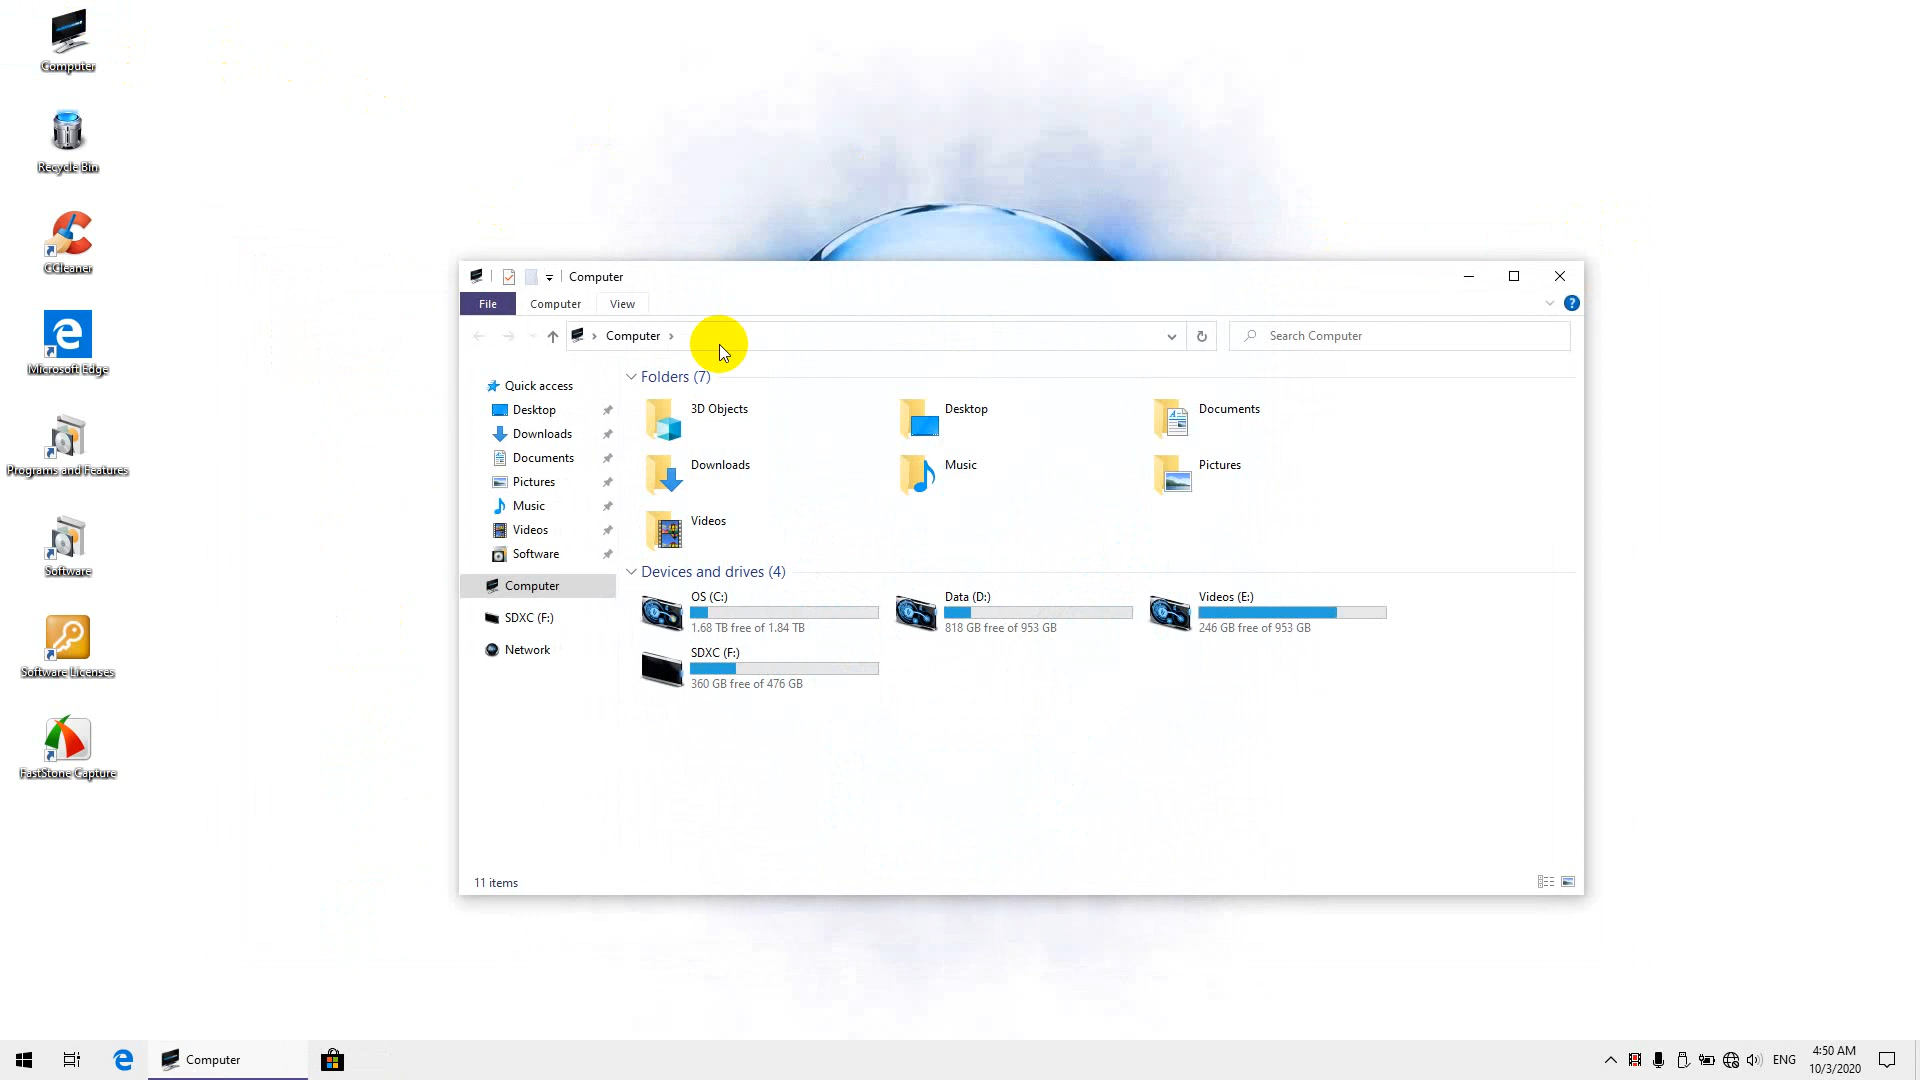 Computer
Recycle Bin
CCleaner
Microsoft Edge
Programs and Features
Software
Software Licenses
FastStone Capture
Computer
File
Computer
View
Computer
Search Computer
Quick access
Desktop
Downloads
Documents
Pictures
Music
Videos
Software
Computer
SDXC (F:)
Network
Folders (7)
3D Objects
Desktop
Documents
Downloads
Music
Pictures
Videos
Devices and drives (4)
OS (C:)
1.68 TB free of 1.84 TB
Data (D:)
818 GB free of 953 GB
Videos (E:)
246 GB free of 953 GB
SDXC (F:)
360 GB free of 476 GB
11 items
Computer
ENG
4:50 AM
10/3/2020